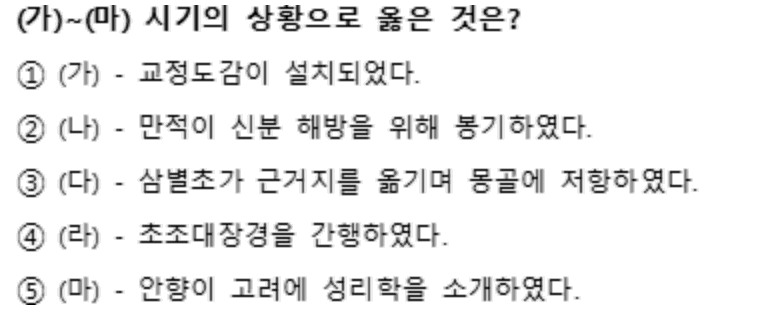 (가)~(마) 시기의 상황으로 옳은 것은?
① (가) - 교정도감이 설치되었다.
② (나) - 만적이 신분 해방을 위해 봉기하였다.
③ (다) - 삼별초가 근거지를 옮기며 몽골에 저항하였다.
④ (라) - 초조대장경을 간행하였다.
⑤ (마) - 안향이 고려에 성리학을 소개하였다.